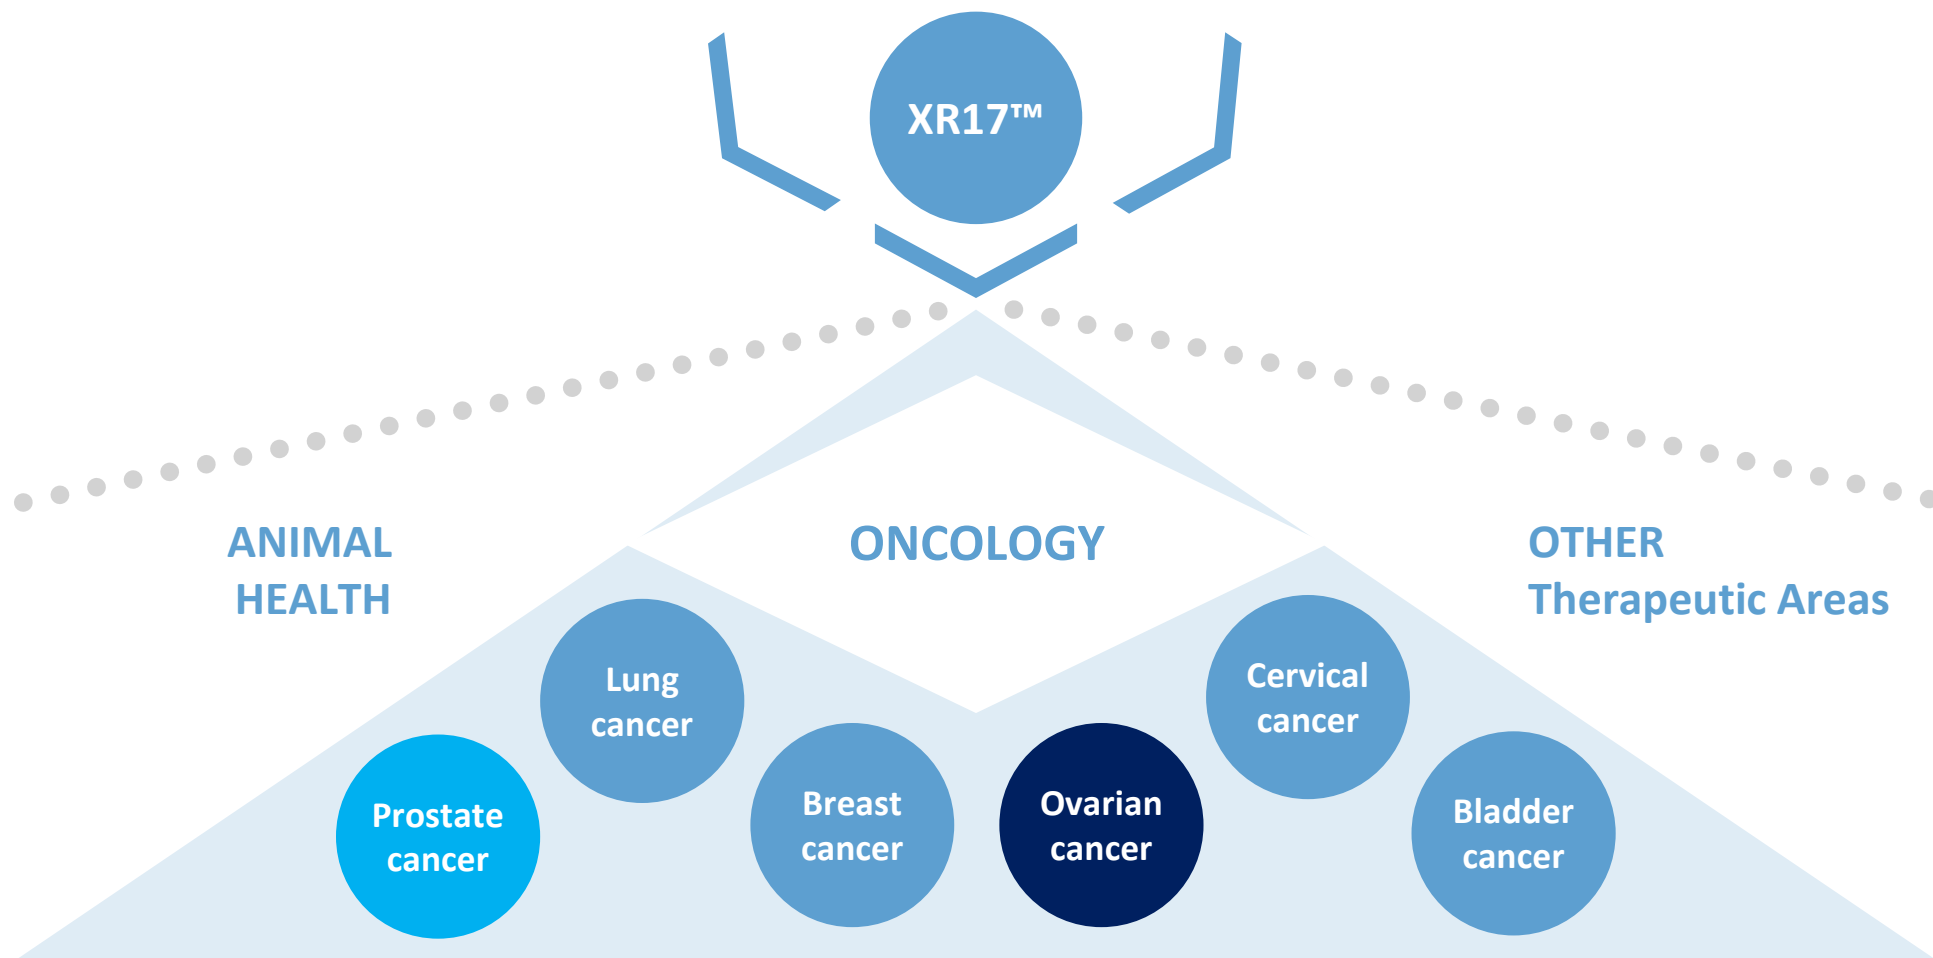 XR17™
ANIMAL
HEALTH
ONCOLOGY
OTHER
Therapeutic Areas
Lung
cancer
Cervical
cancer
Prostate
cancer
Breast
cancer
Ovarian
cancer
Bladder
cancer